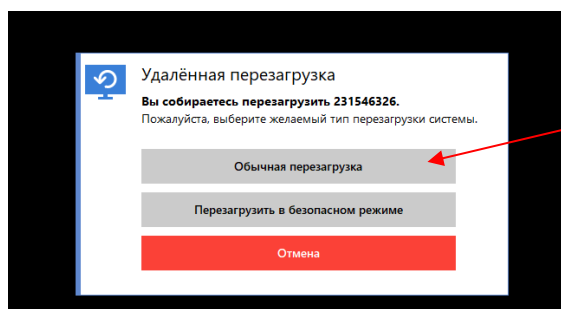 Удалённая перезагрузка
Вы собираетесь перезагрузить 231546326.
Пожалуйста, выберите желаемый тип перезагрузки системы.
Обычная перезагрузка
Перезагрузить в безопасном режиме
Отмена